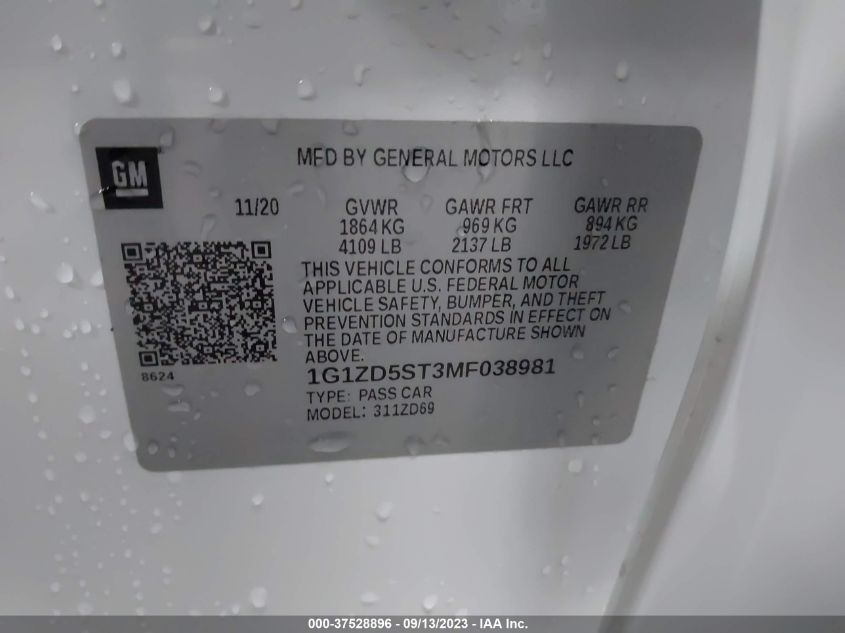 GM
MFD BY GENERAL MOTORS LLC
11/20 GVWR GAWR FRT GAWR RR
1864 KG 969 KG 894 KG
4109 LB 2137 LB 1972 LB
THIS VEHICLE CONFORMS TO ALL
APPLICABLE U.S. FEDERAL MOTOR
VEHICLE SAFETY, BUMPER, AND THEFT
PREVENTION STANDARDS IN EFFECT ON
THE DATE OF MANUFACTURE SHOWN
ABOVE.
8624
1G1ZD5ST3MF038981
TYPE: PASS CAR
MODEL: 311ZD69
000-37528896 - 09/13/2023 - IAA Inc.